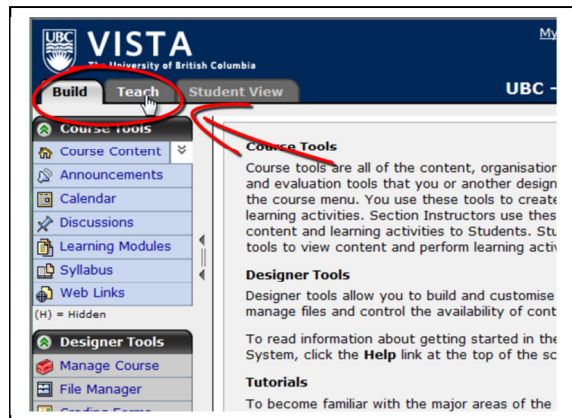 UBC
VISTA
My
The University of British Columbia
Build Teach Student View
UBC -
Course Tools
Course Content
Announcements
Calendar
Discussions
Learning Modules
Syllabus
Web Links
(H) = Hidden
Designer Tools
Manage Course
File Manager
Grading Forms
Course Tools
Course tools are all of the content, organisation
and evaluation tools that you or another design
the course menu. You use these tools to create
learning activities. Section Instructors use thes
content and learning activities to Students. Stu
tools to view content and perform learning activ
Designer Tools
Designer tools allow you to build and customise
manage files and control the availability of cont
To read information about getting started in the
System, click the Help link at the top of the sc
Tutorials
To become familiar with the major areas of the